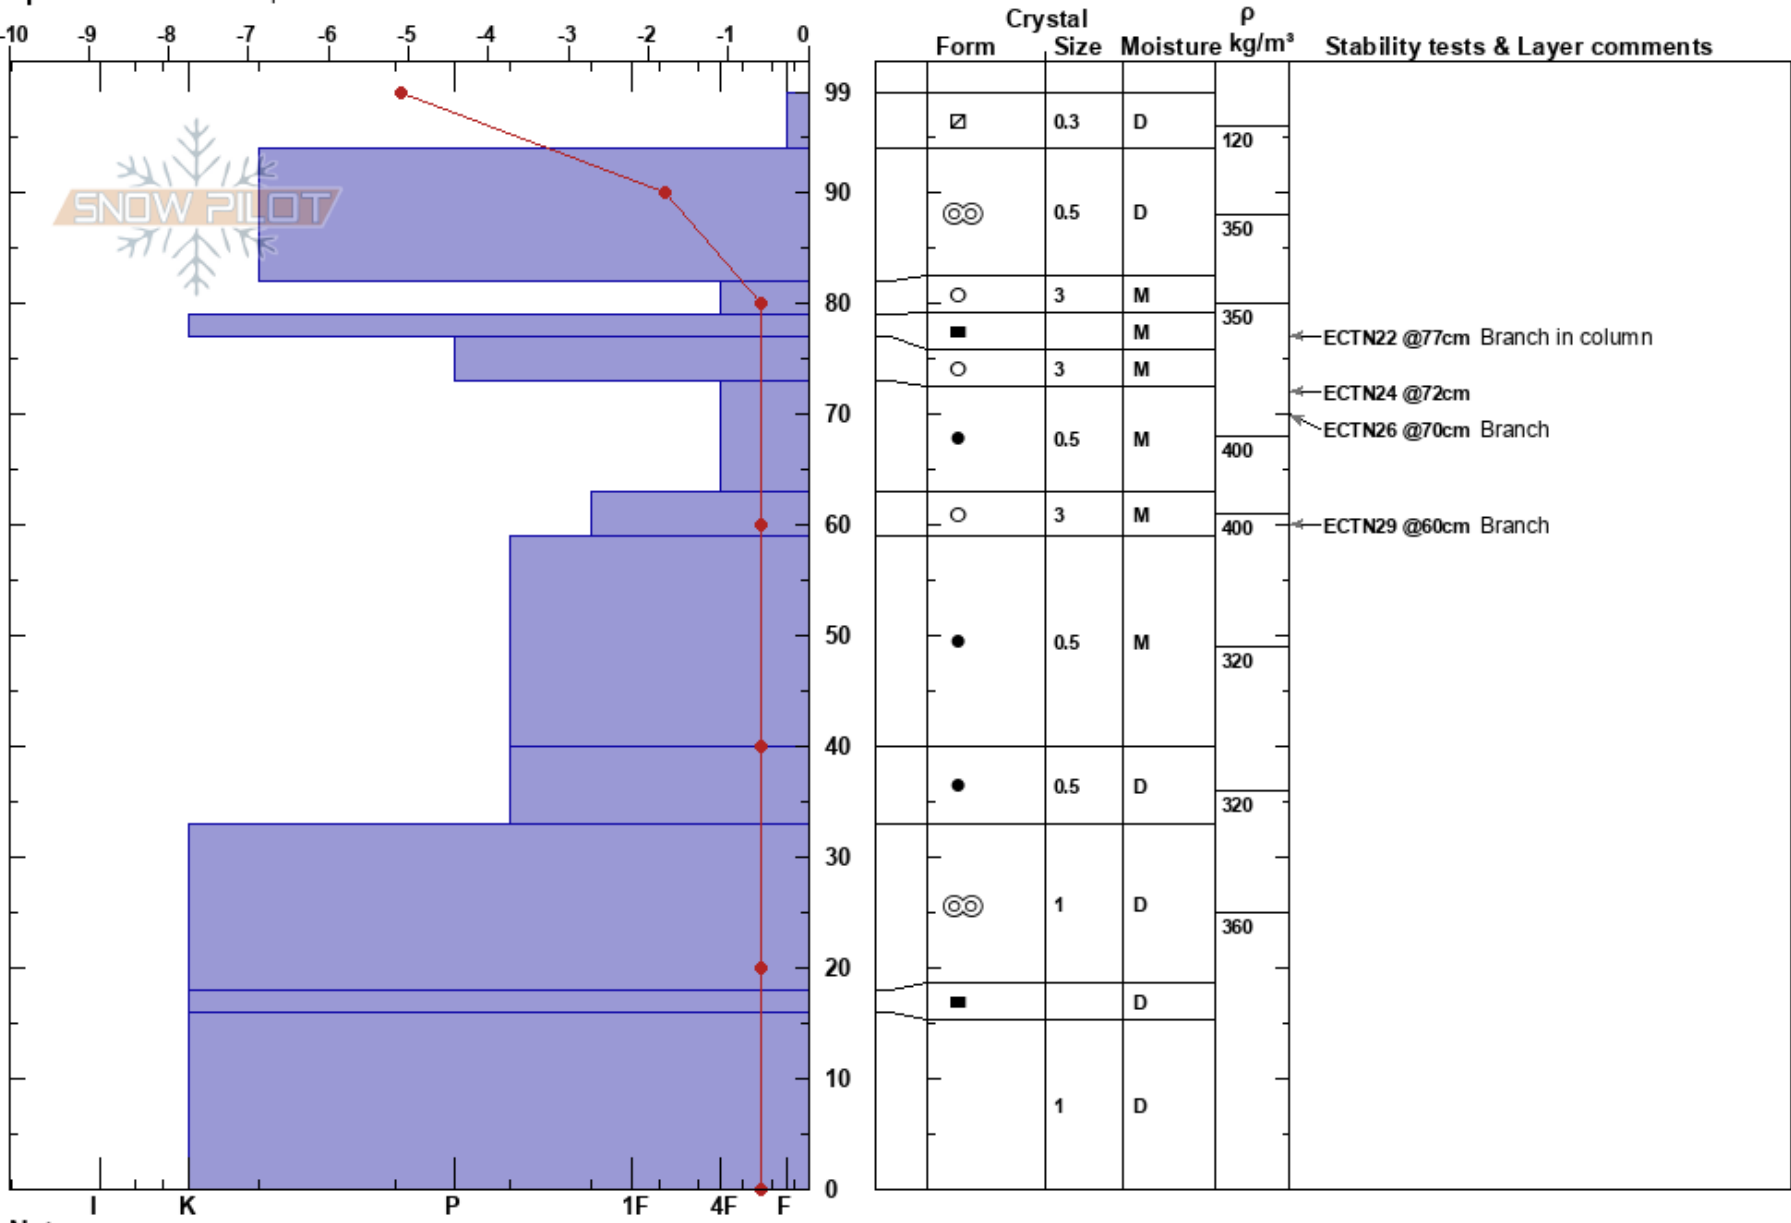 Crystal ρ
-10 -9 -8 -7 -6 -5 -4 -3 -2 -1 0 Form Size Moisture kg/m³ Stability tests & Layer comments
99
0.3 D
120
SNOW PILOT
90
0.5 D
350
80
3 M
350
M
ECTN22 @77cm Branch in column
3 M
ECTN24 @72cm
70
ECTN26 @70cm Branch
0.5 M
400
3 M
60 400 ECTN29 @60cm Branch
50
0.5 M
320
40
0.5 D
320
30
1 D
360
20
D
10
1 D
0
I K P 1F 4F F